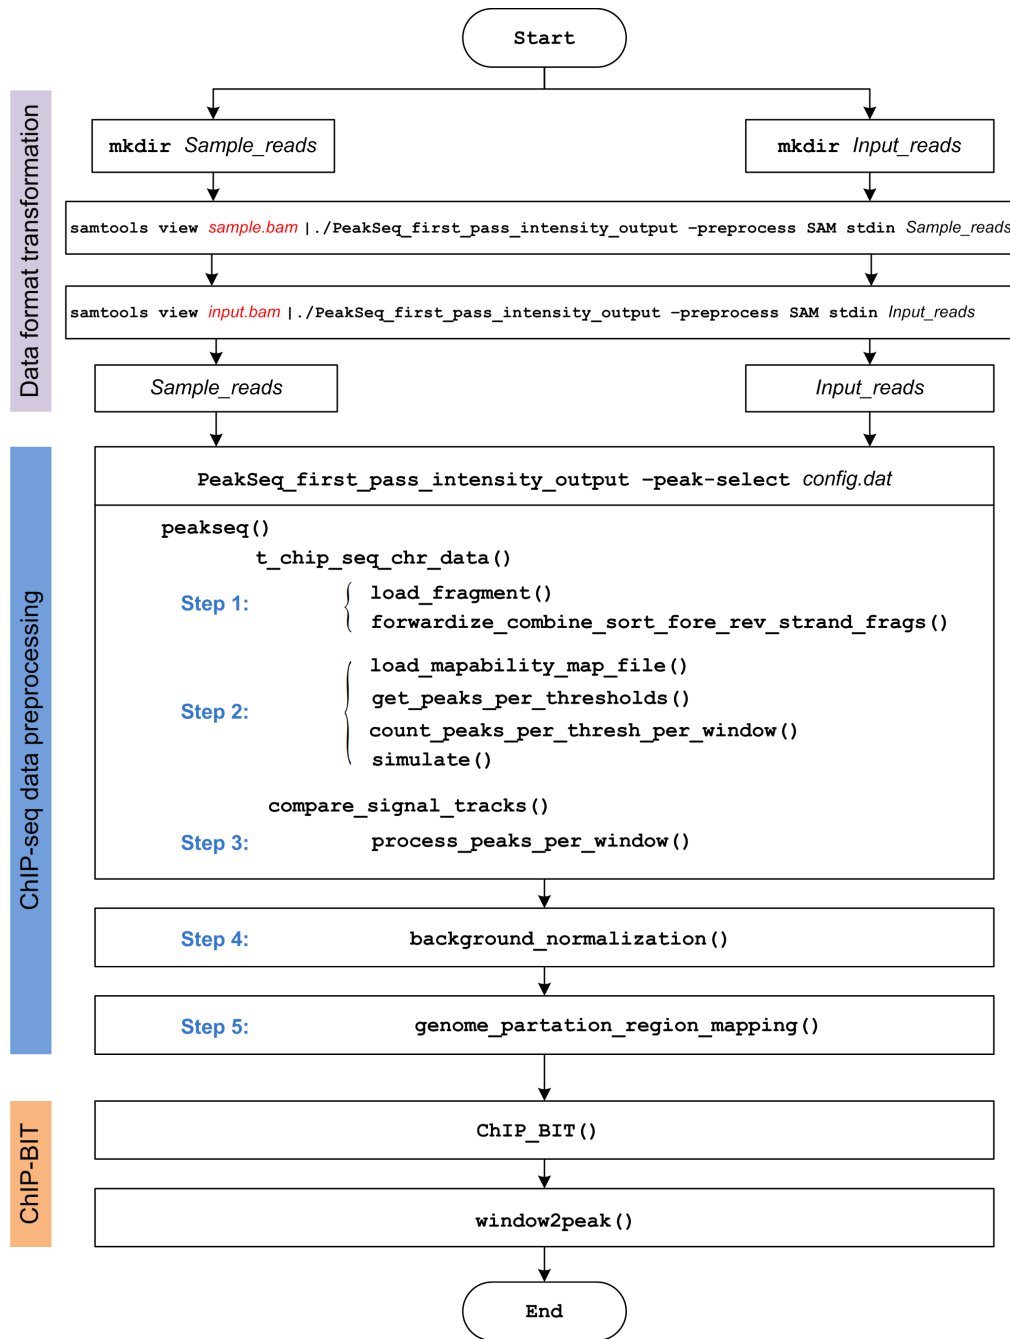 Start
Data format transformation
mkdir Sample_reads
mkdir Input_reads
samtools view sample.bam |./PeakSeq_first_pass_intensity_output –preprocess SAM stdin Sample_reads
samtools view input.bam |./PeakSeq_first_pass_intensity_output –preprocess SAM stdin Input_reads
Sample_reads
Input_reads
ChIP-seq data preprocessing
PeakSeq_first_pass_intensity_output –peak-select config.dat
peakseq()
t_chip_seq_chr_data()
Step 1:
load_fragment()
forwardize_combine_sort_fore_rev_strand_frags()
Step 2:
load_mapability_map_file()
get_peaks_per_thresholds()
count_peaks_per_thresh_per_window()
simulate()
compare_signal_tracks()
Step 3: process_peaks_per_window()
Step 4: background_normalization()
Step 5: genome_partation_region_mapping()
ChIP-BIT
ChIP_BIT()
window2peak()
End